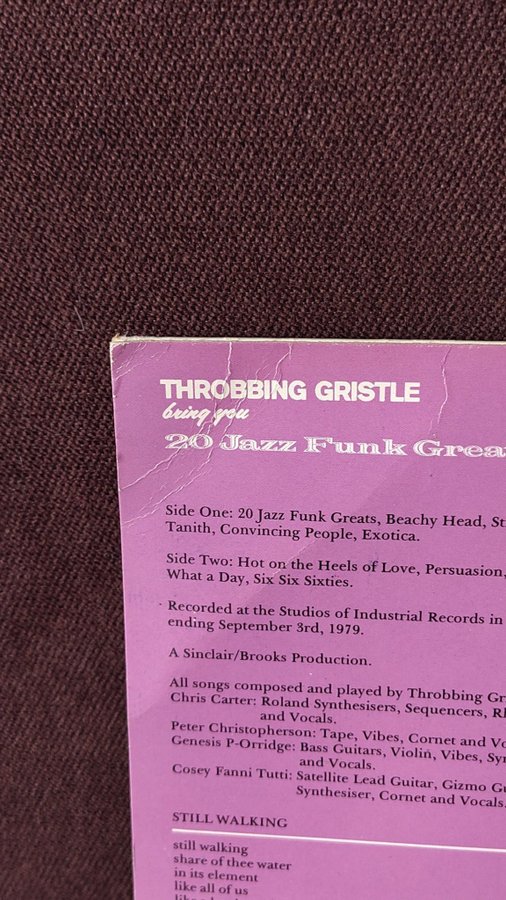 THROBBING GRISTLE
bring you
20 Jazz Funk Grea
Side One: 20 Jazz Funk Greats, Beachy Head, St
Tanith, Convincing People, Exotica.
Side Two: Hot on the Heels of Love, Persuasion,
What a Day, Six Six Sixties.
Recorded at the Studios of Industrial Records in
ending September 3rd, 1979.
A Sinclair/Brooks Production.
All songs composed and played by Throbbing Gr
Chris Carter: Roland Synthesisers, Sequencers, R
and Vocals.
Peter Christopherson: Tape, Vibes, Cornet and Vo
Genesis P-Orridge: Bass Guitars, Violin, Vibes, Syn
and Vocals.
Cosey Fanni Tutti: Satellite Lead Guitar, Gizmo Gu
Synthesiser, Cornet and Vocals.
STILL WALKING
still walking
share of thee water
in its element
like all of us